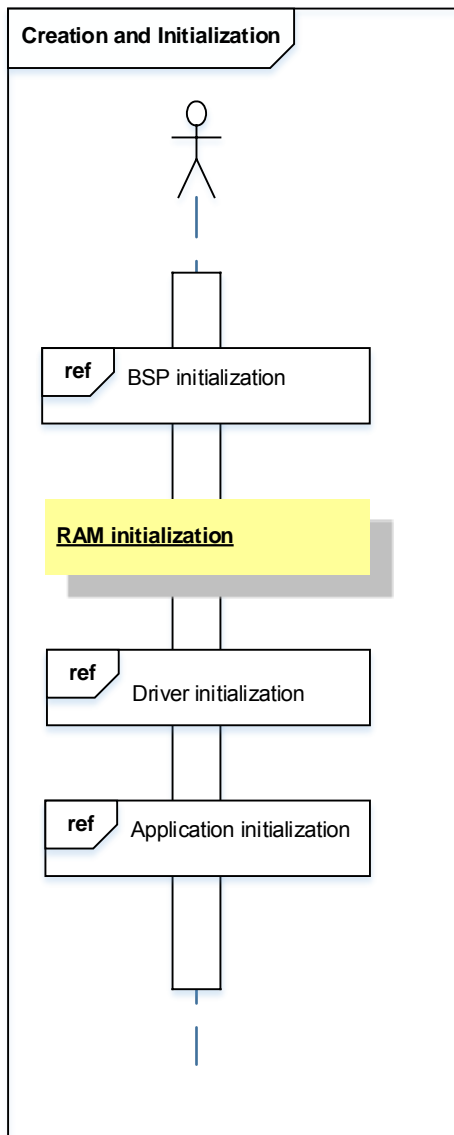 Creation and Initialization
ref
BSP initialization
RAM initialization
ref
Driver initialization
ref
Application initialization